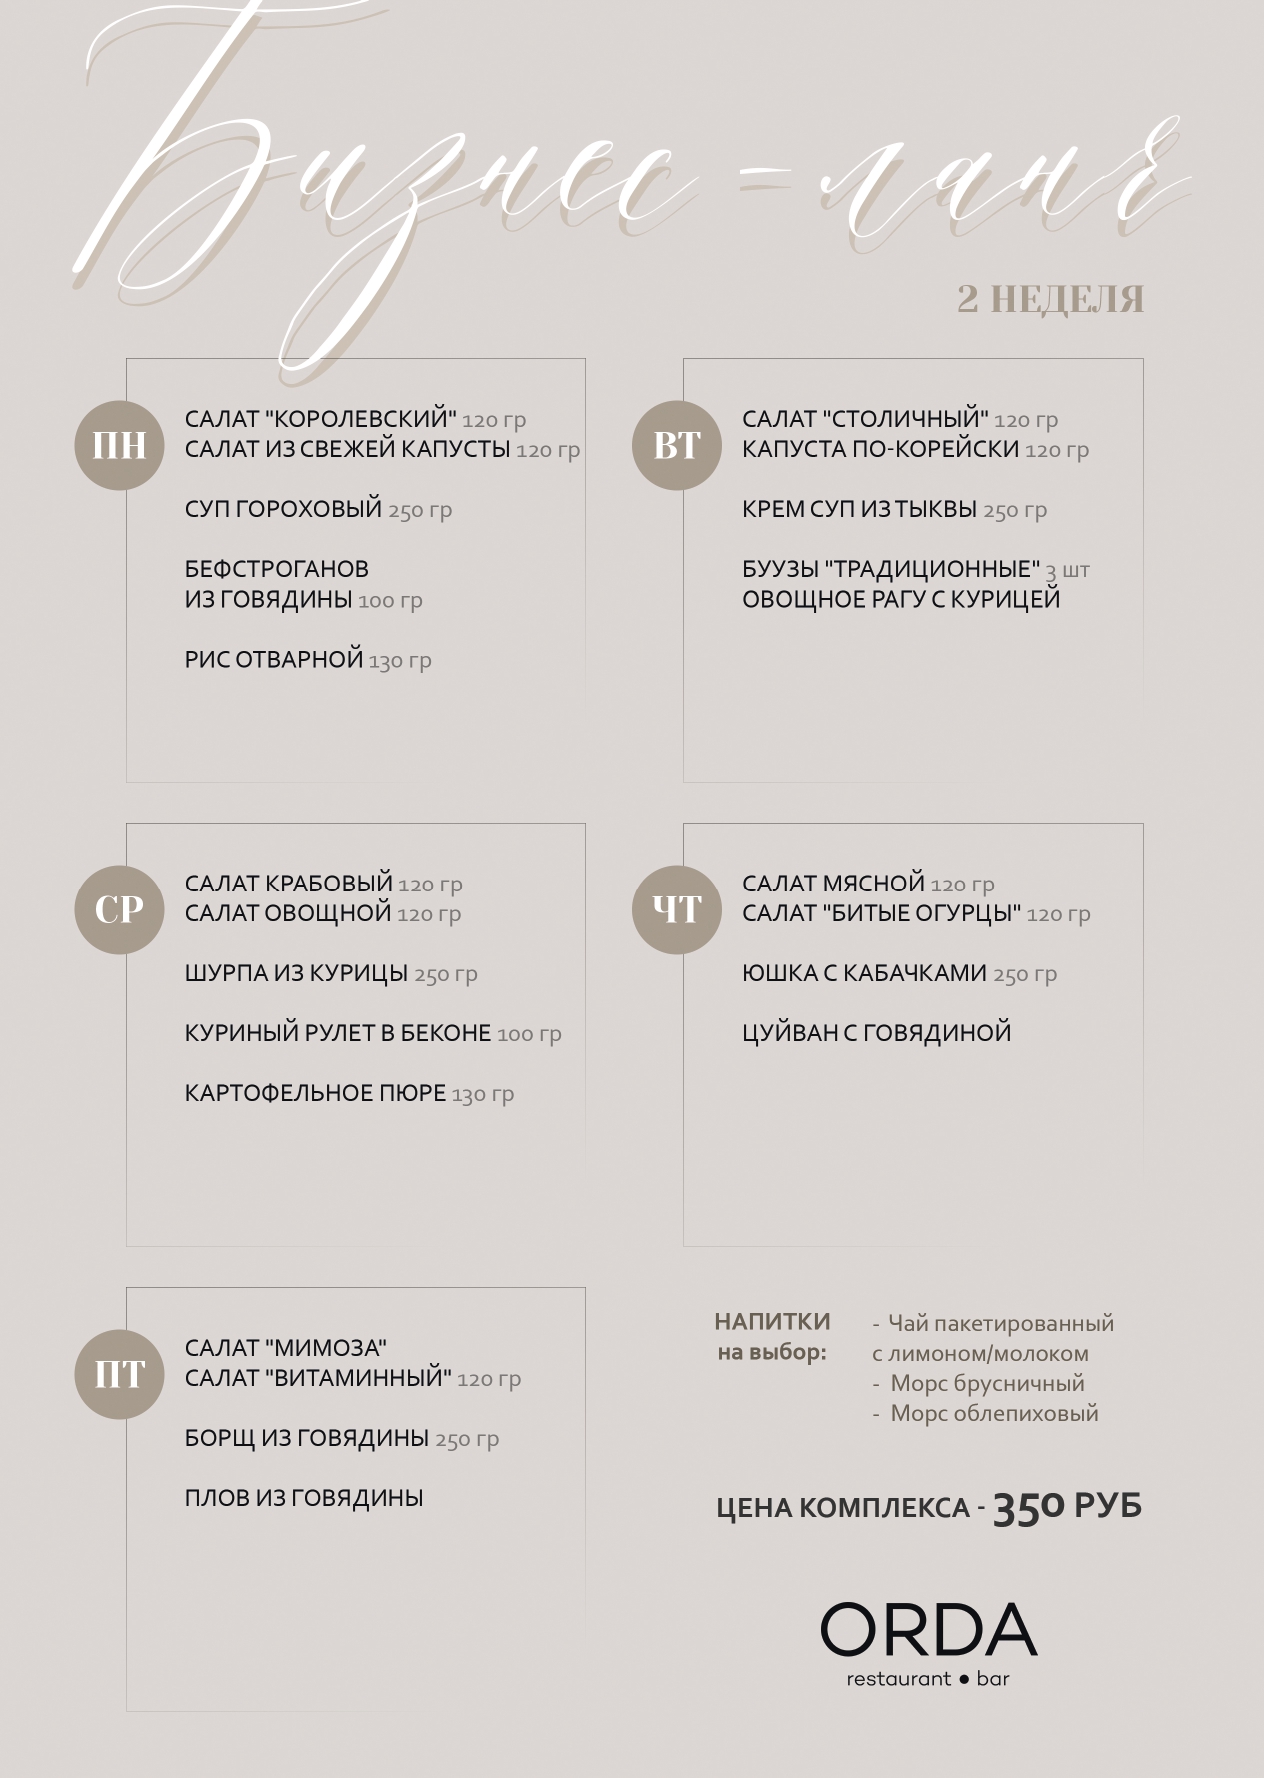 Бизнес-ланч
2 НЕДЕЛЯ
ПН
САЛАТ "КОРОЛЕВСКИЙ" 120 гр
САЛАТ ИЗ СВЕЖЕЙ КАПУСТЫ 120 гр
СУП ГОРОХОВЫЙ 250 гр
БЕФСТРОГАНОВ
ИЗ ГОВЯДИНЫ 100 гр
РИС ОТВАРНОЙ 130 гр
ВТ
САЛАТ "СТОЛИЧНЫЙ" 120 гр
КАПУСТА ПО-КОРЕЙСКИ 120 гр
КРЕМ СУП ИЗ ТЫКВЫ 250 гр
БУУЗЫ "ТРАДИЦИОННЫЕ" 3 шт
ОВОЩНОЕ РАГУ С КУРИЦЕЙ
СР
САЛАТ КРАБОВЫЙ 120 гр
САЛАТ ОВОЩНОЙ 120 гр
ШУРПА ИЗ КУРИЦЫ 250 гр
КУРИНЫЙ РУЛЕТ В БЕКОНЕ 100 гр
КАРТОФЕЛЬНОЕ ПЮРЕ 130 гр
ЧТ
САЛАТ МЯСНОЙ 120 гр
САЛАТ "БИТЫЕ ОГУРЦЫ" 120 гр
ЮШКА С КАБАЧКАМИ 250 гр
ЦУЙВАН С ГОВЯДИНОЙ
ПТ
САЛАТ "МИМОЗА"
САЛАТ "ВИТАМИННЫЙ" 120 гр
БОРЩ ИЗ ГОВЯДИНЫ 250 гр
ПЛОВ ИЗ ГОВЯДИНЫ
НАПИТКИ
на выбор:
- Чай пакетированный
с лимоном/молоком
- Морс брусничный
- Морс облепиховый
ЦЕНА КОМПЛЕКСА - 350 РУБ
ORDA
restaurant • bar